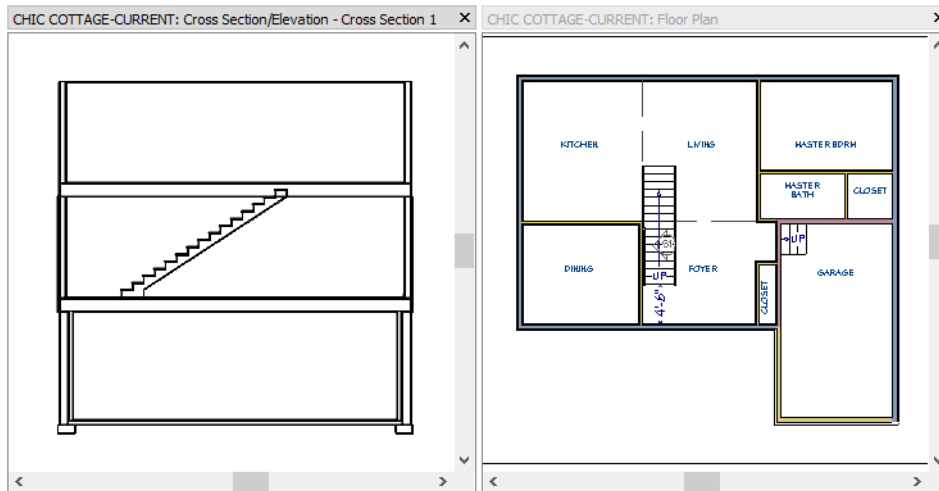 CHIC COTTAGE-CURRENT: Cross Section/Elevation - Cross Section 1
CHIC COTTAGE-CURRENT: Floor Plan
KITCHEN
LIVING
MASTER BDRM
MASTER
BATH
CLOSET
UP
DINING
UP
FOYER
GARAGE
CLOSET
4'-6"